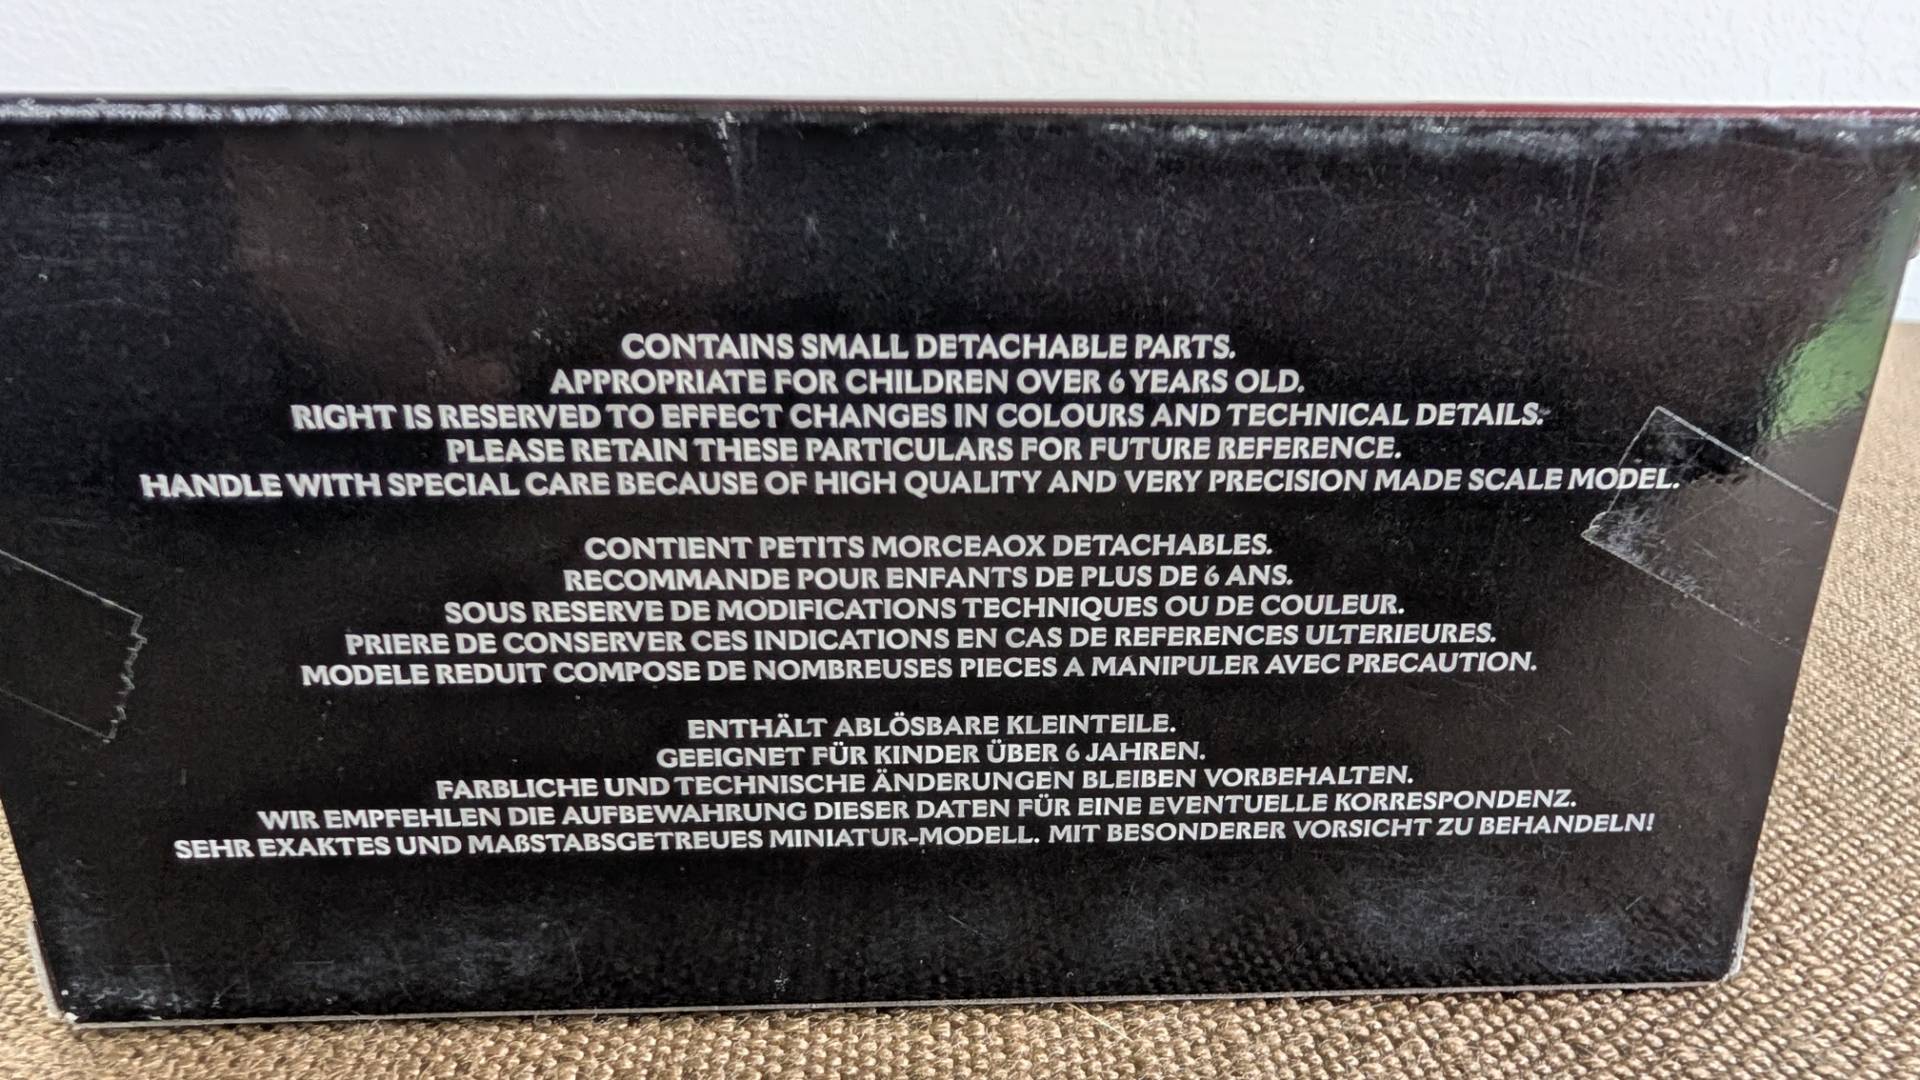 CONTAINS SMALL DETACHABLE PARTS.
APPROPRIATE FOR CHILDREN OVER 6 YEARS OLD.
RIGHT IS RESERVED TO EFFECT CHANGES IN COLOURS AND TECHNICAL DETAILS.
PLEASE RETAIN THESE PARTICULARS FOR FUTURE REFERENCE.
HANDLE WITH SPECIAL CARE BECAUSE OF HIGH QUALITY AND VERY PRECISION MADE SCALE MODEL.
CONTIENT PETITS MORCEAOX DETACHABLES.
RECOMMANDE POUR ENFANTS DE PLUS DE 6 ANS.
SOUS RESERVE DE MODIFICATIONS TECHNIQUES OU DE COULEUR.
PRIERE DE CONSERVER CES INDICATIONS EN CAS DE REFERENCES ULTERIEURES.
MODELE REDUIT COMPOSE DE NOMBREUSES PIECES A MANIPULER AVEC PRECAUTION.
ENTHÄLT ABLÖSBARE KLEINTEILE.
GEEIGNET FÜR KINDER ÜBER 6 JAHREN.
FARBLICHE UND TECHNISCHE ÄNDERUNGEN BLEIBEN VORBEHALTEN.
WIR EMPFEHLEN DIE AUFBEWAHRUNG DIESER DATEN FÜR EINE EVENTUELLE KORRESPONDENZ.
SEHR EXAKTES UND MAßSTABSGETREUES MINIATUR-MODELL. MIT BESONDERER VORSICHT ZU BEHANDELN!